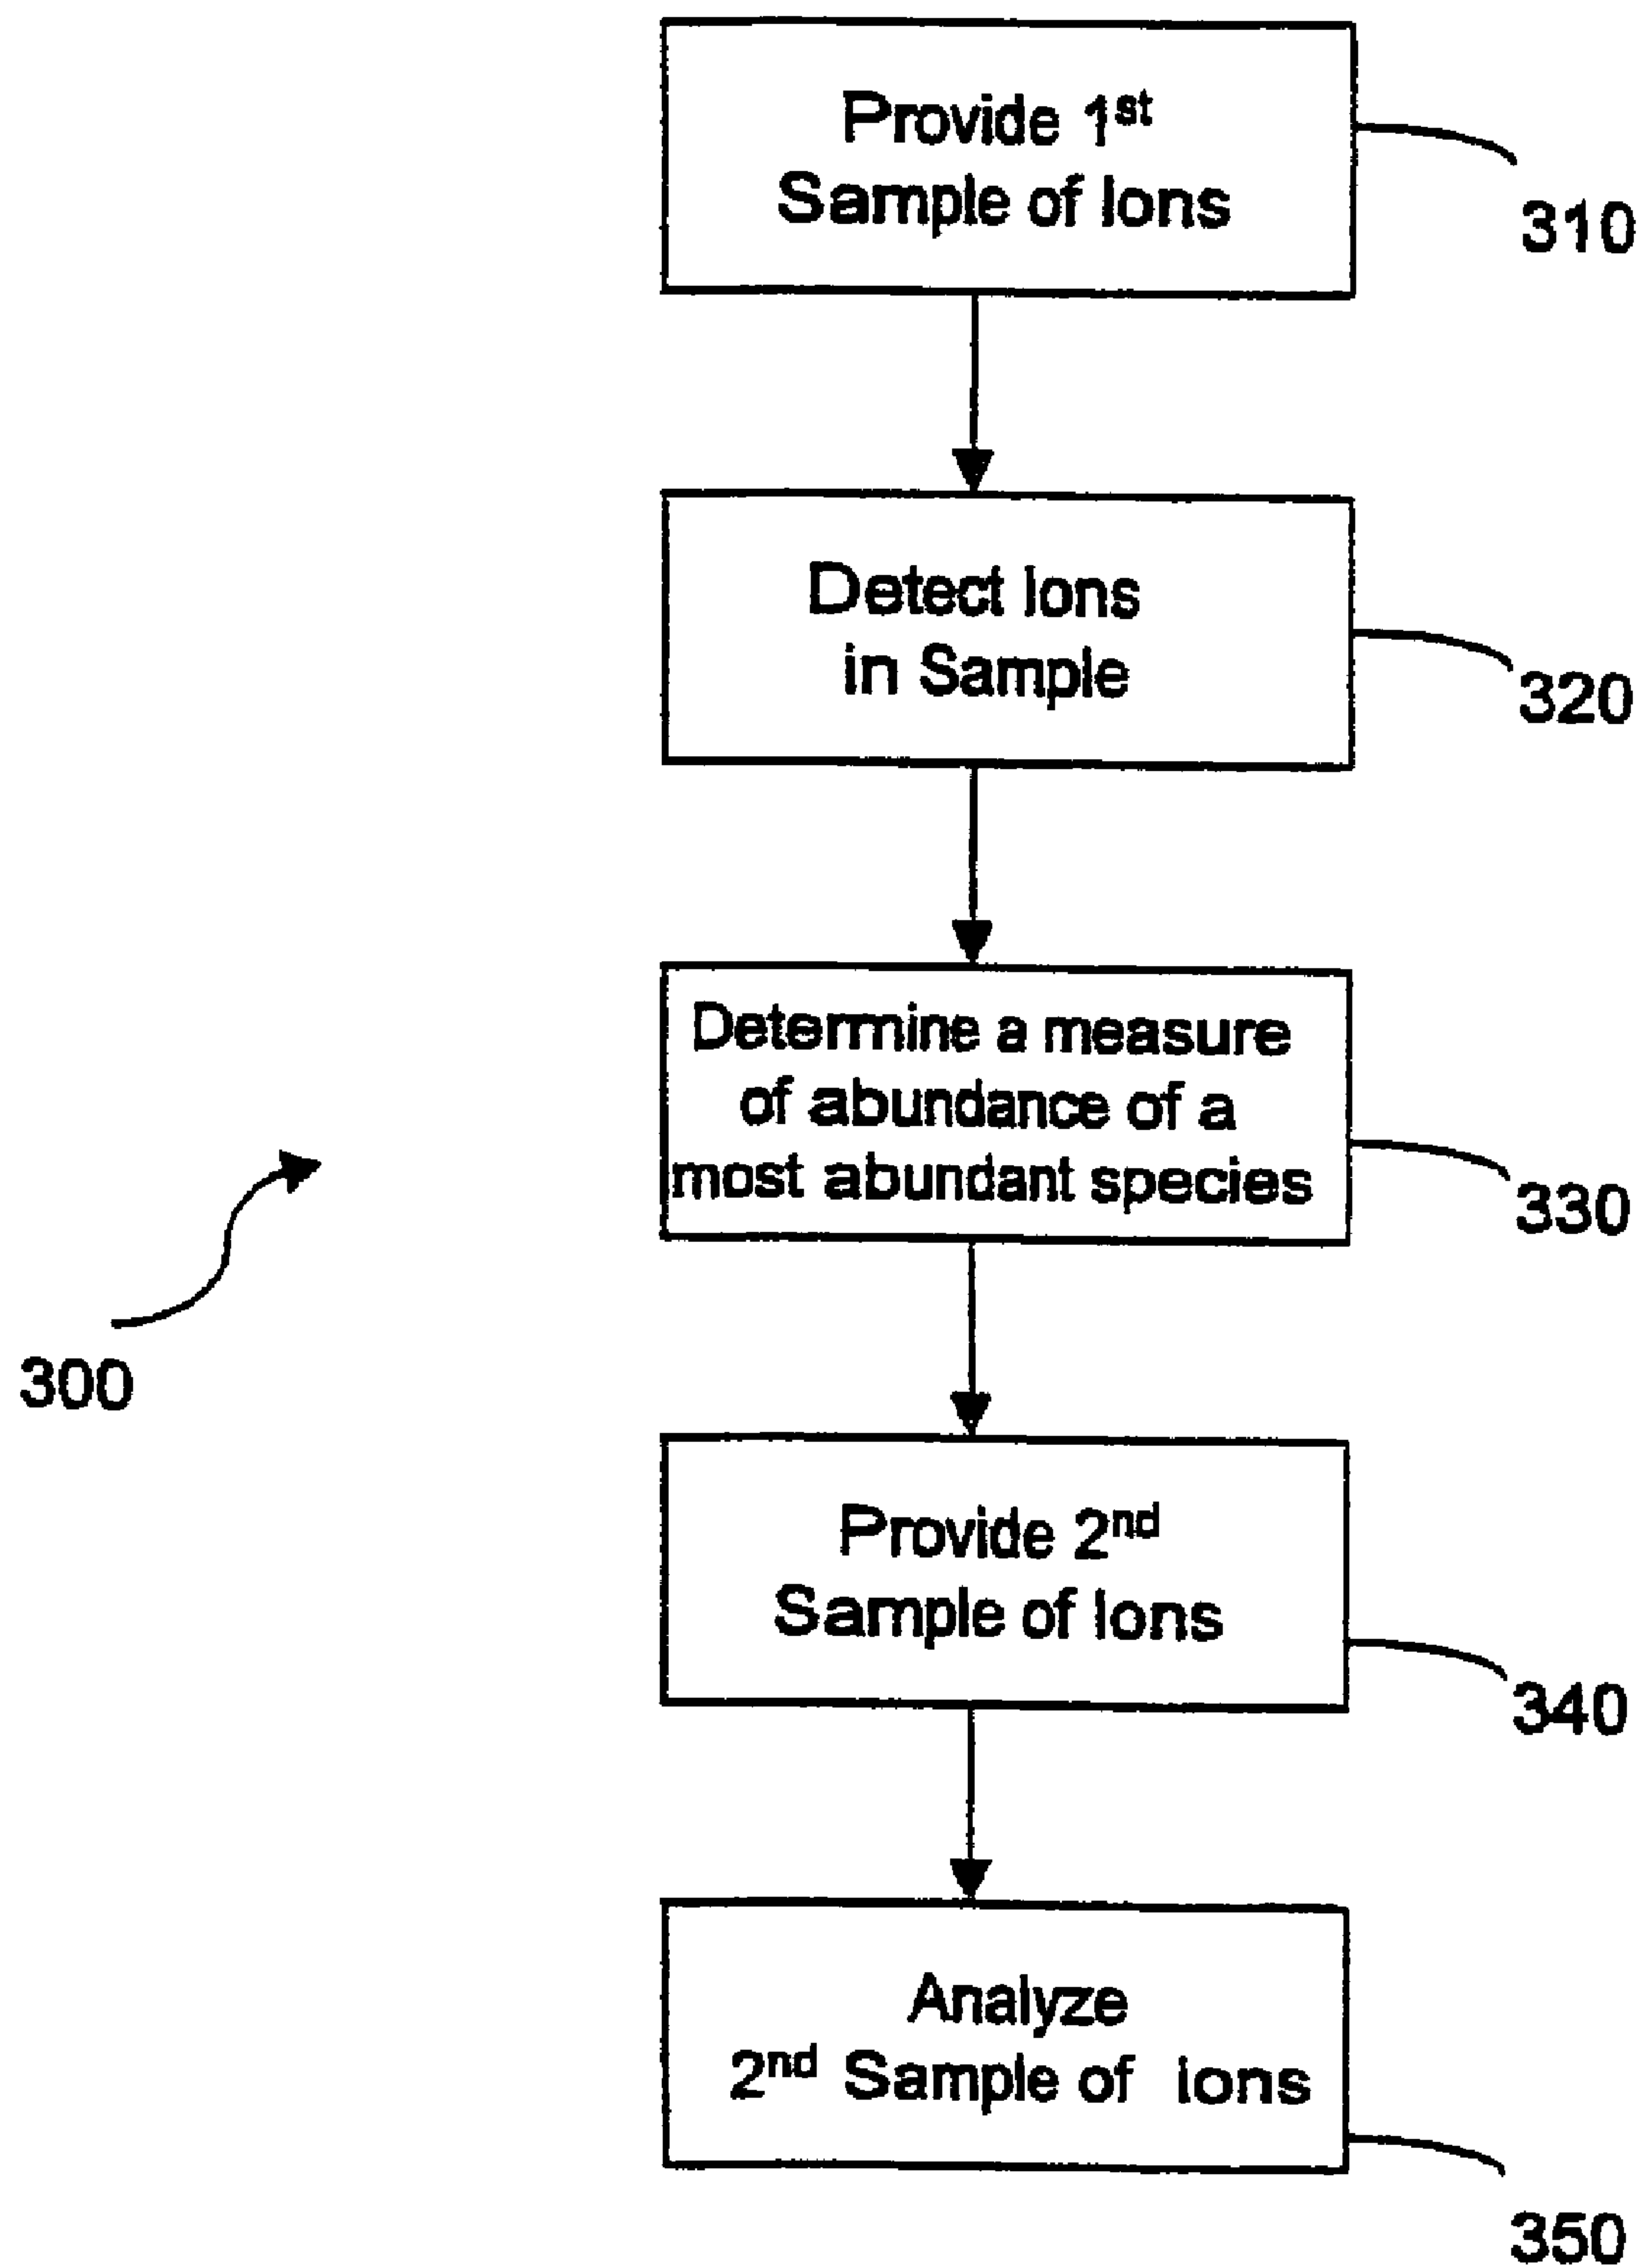 Provide 1st
Sample of Ions
310
Detect Ions
in Sample
320
Determine a measure
of abundance of a
most abundant species
330
300
Provide 2nd
Sample of Ions
340
Analyze
2nd Sample of Ions
350